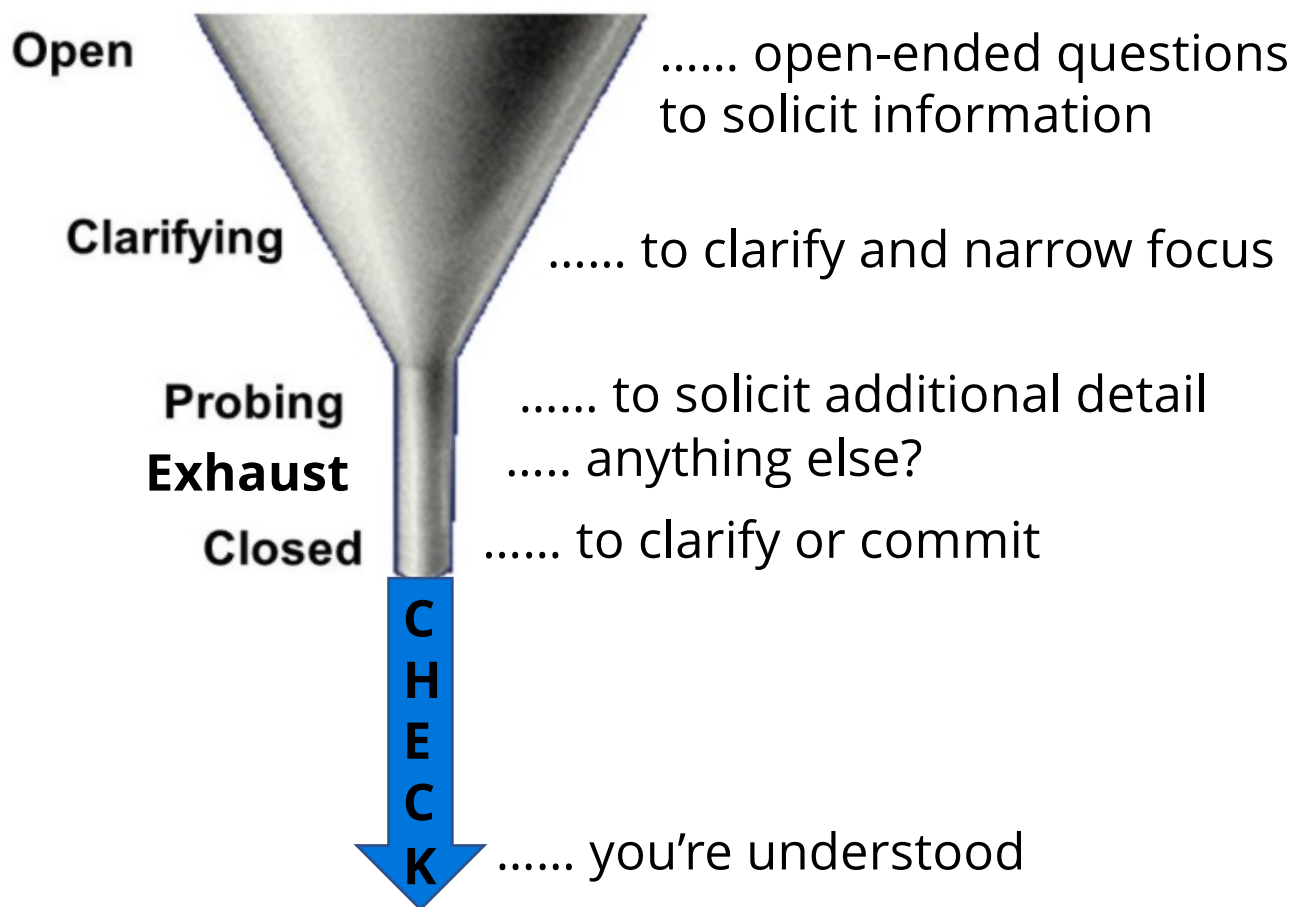 Open
...... open-ended questions
to solicit information
Clarifying
...... to clarify and narrow focus
Probing
...... to solicit additional detail
Exhaust
..... anything else?
Closed
...... to clarify or commit
C
H
E
C
K
...... you’re understood